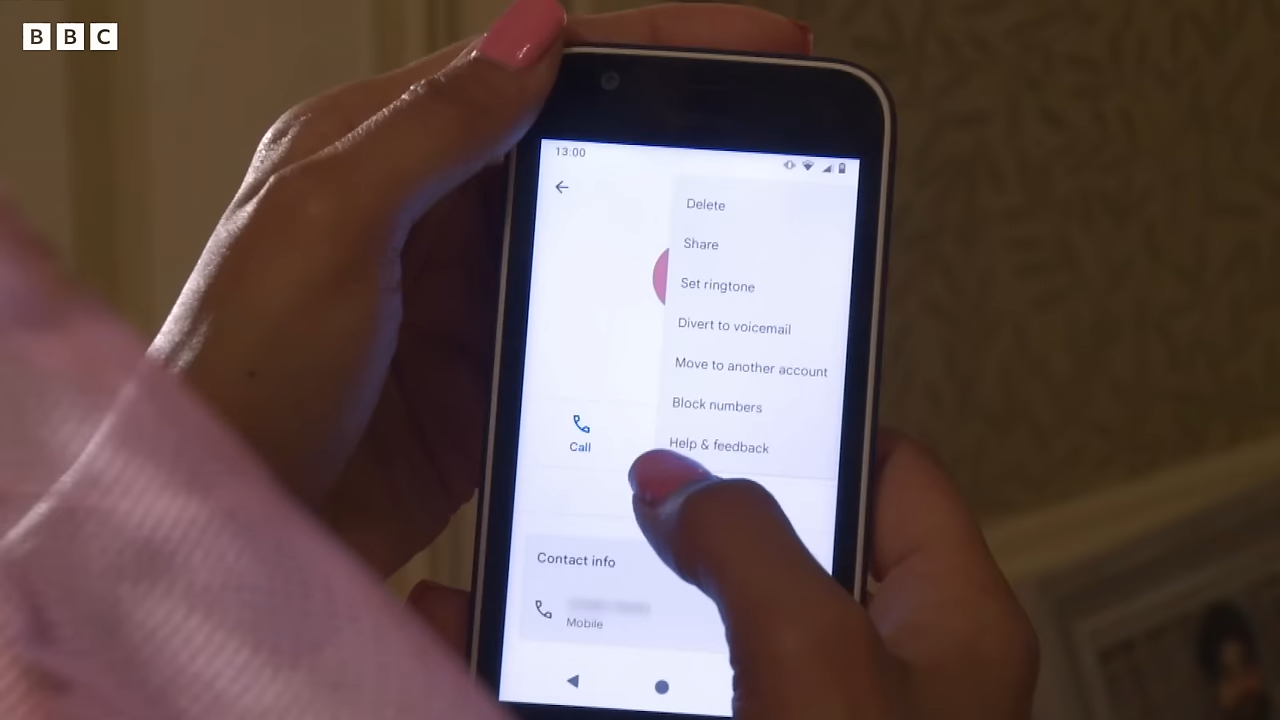 BBC
13:00
Delete
Share
Set ringtone
Divert to voicemail
Move to another account
Block numbers
Help & feedback
Call
Contact info
Mobile